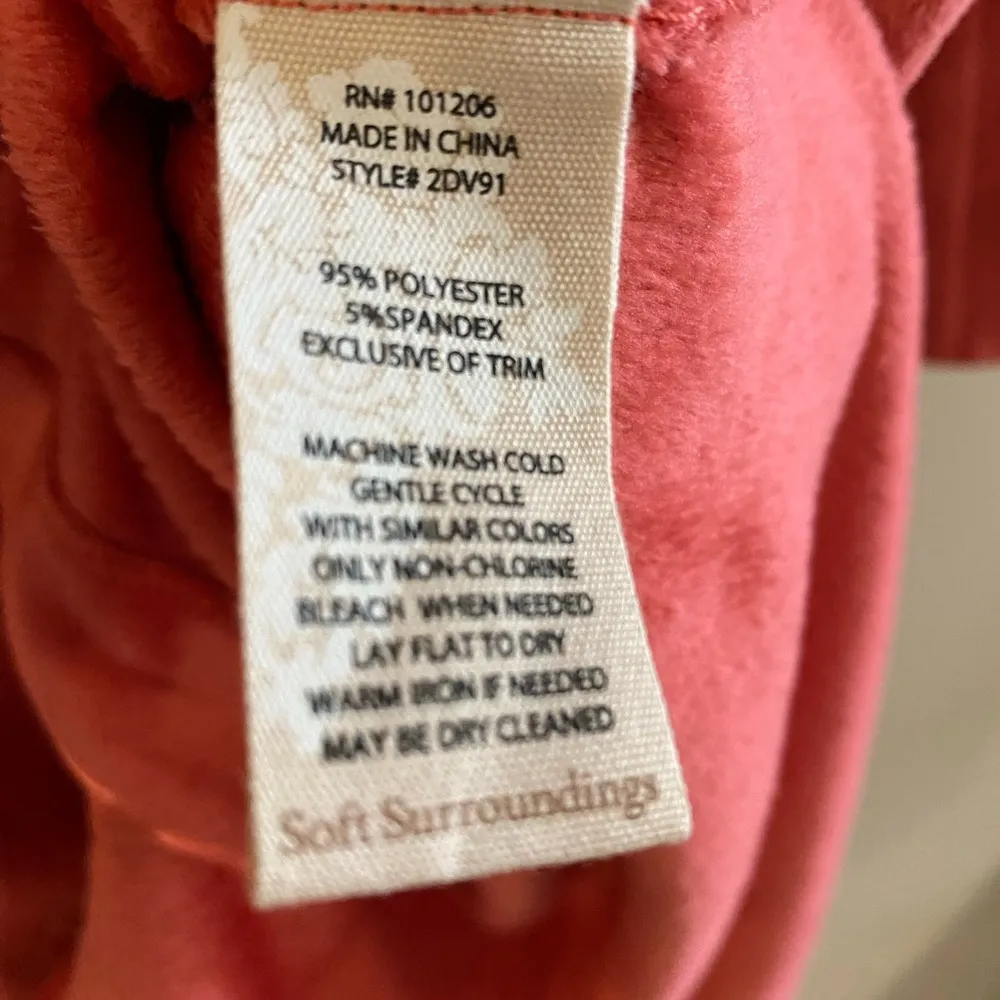 RN# 101206
MADE IN CHINA
STYLE# 2DV91
95% POLYESTER
5%SPANDEX
EXCLUSIVE OF TRIM
MACHINE WASH COLD
GENTLE CYCLE
WITH SIMILAR COLORS
ONLY NON-CHLORINE
BLEACH WHEN NEEDED
LAY FLAT TO DRY
WARM IRON IF NEEDED
MAY BE DRY CLEANED
Soft Surroundings